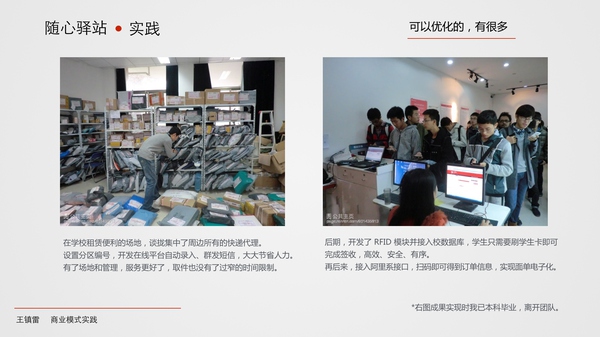 随心驿站 • 实践
可以优化的，有很多
在学校租赁便利的场地，谈拢集中了周边所有的快递代理。
设置分区编号，开发在线平台自动录入、群发短信，大大节省人力。
有了场地和管理，服务更好了，取件也没有了过窄的时间限制。
后期，开发了 RFID 模块并接入校数据库，学生只需要刷学生卡即可
完成签收，高效、安全、有序。
再后来，接入阿里系接口，扫码即可得到订单信息，实现面单电子化。
*右图成果实现时我已本科毕业，离开团队。
王镇雷 商业模式实践